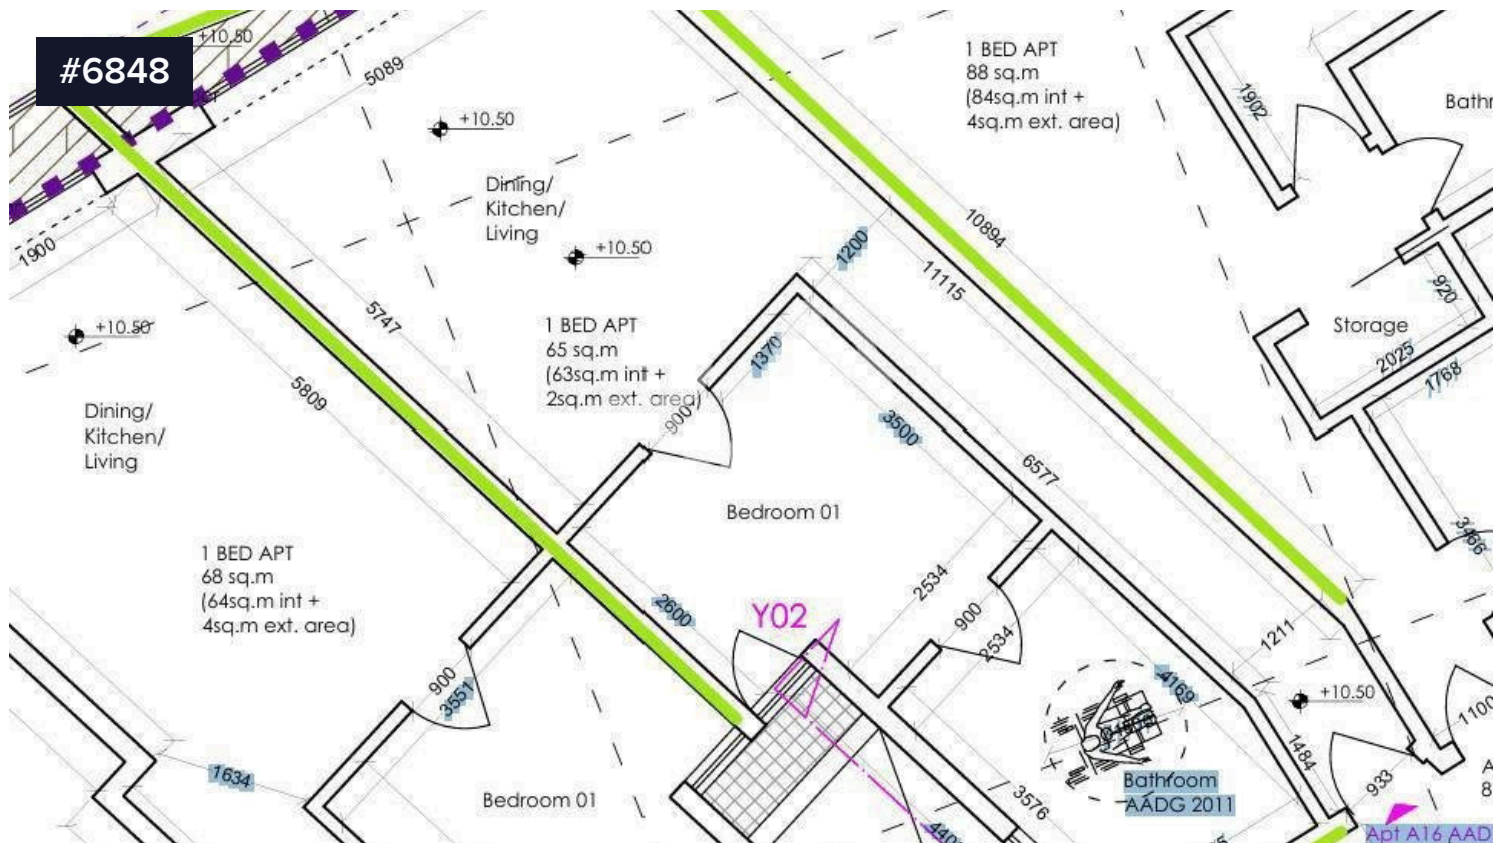 #6848
+10.50
5089
+10.50
1 BED APT
88 sq.m
(84sq.m int +
4sq.m ext. area)
1902
Dining/
Kitchen/
Living
1900
+10.50
1200
10894
11115
920
+10.50
5747
1 BED APT
65 sq.m
(63sq.m int +
2sq.m ext. area)
1370
Storage
2025
1768
5809
Dining/
Kitchen/
Living
900
3500
6577
Bedroom 01
3466
1 BED APT
68 sq.m
(64sq.m int +
4sq.m ext. area)
2534
2600
Y02
900
2534
1211
900
3551
4169
+10.50
1100
1634
1484
Bathroom
AADG 2011
933
Bedroom 01
3576
Apt A16 AAD